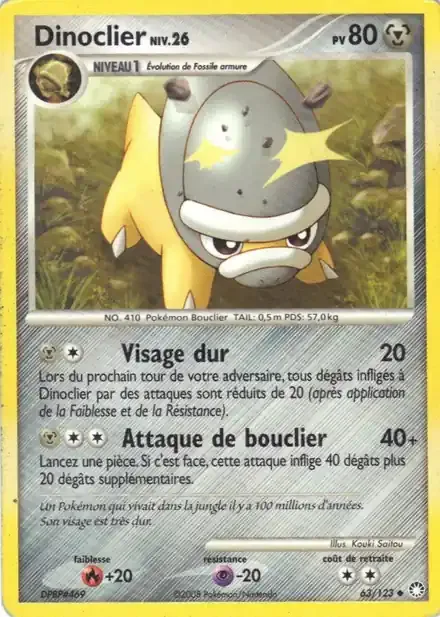 Dinoclier NIV.26 PV 80
NIVEAU 1 Évolution de Fossile armure
NO. 410 Pokémon Bouclier TAIL: 0,5 m PDS: 57,0 kg
Visage dur 20
Lors du prochain tour de votre adversaire, tous dégâts infligés à
Dinoclier par des attaques sont réduits de 20 (après application
de la Faiblesse et de la Résistance).
Attaque de bouclier 40+
Lancez une pièce. Si c'est face, cette attaque inflige 40 dégâts plus
20 dégâts supplémentaires.
Un Pokémon qui vivait dans la jungle il y a 100 millions d'années.
Son visage est très dur.
Illus. Kouki Saitou
faiblesse résistance coût de retraite
+20 -20
DPBP#469 ©2008 Pokémon/Nintendo 63/123